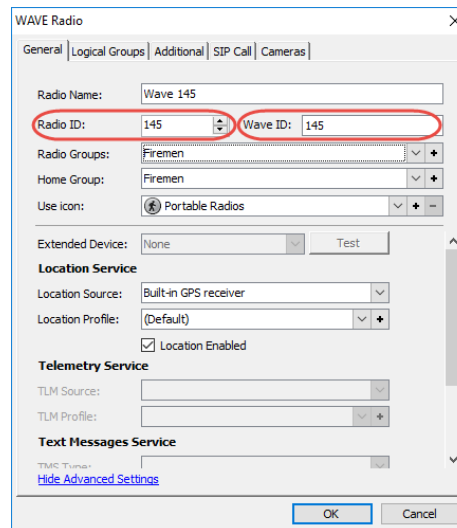 WAVE Radio
General Logical Groups Additional SIP Call Cameras
Radio Name: Wave 145
Radio ID: 145 Wave ID: 145
Radio Groups: Firemen
Home Group: Firemen
Use icon: Portable Radios
Extended Device: None Test
Location Service
Location Source: Built-in GPS receiver
Location Profile: (Default)
Location Enabled
Telemetry Service
TLM Source:
TLM Profile:
Text Messages Service
TMS Type:
Hide Advanced Settings
OK Cancel